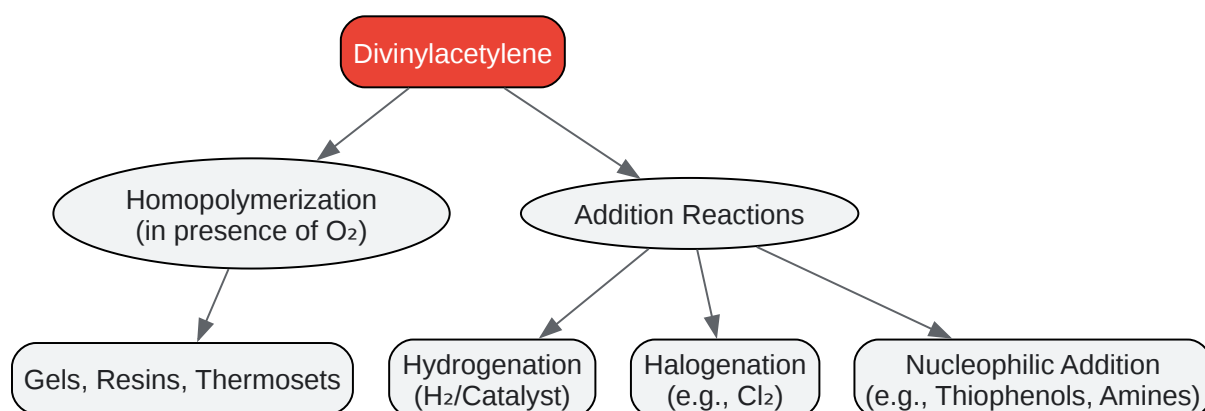 Divinylacetylene
Homopolymerization
(in presence of O₂)
Addition Reactions
Gels, Resins, Thermosets
Hydrogenation
(H₂/Catalyst)
Halogenation
(e.g., Cl₂)
Nucleophilic Addition
(e.g., Thiophenols, Amines)